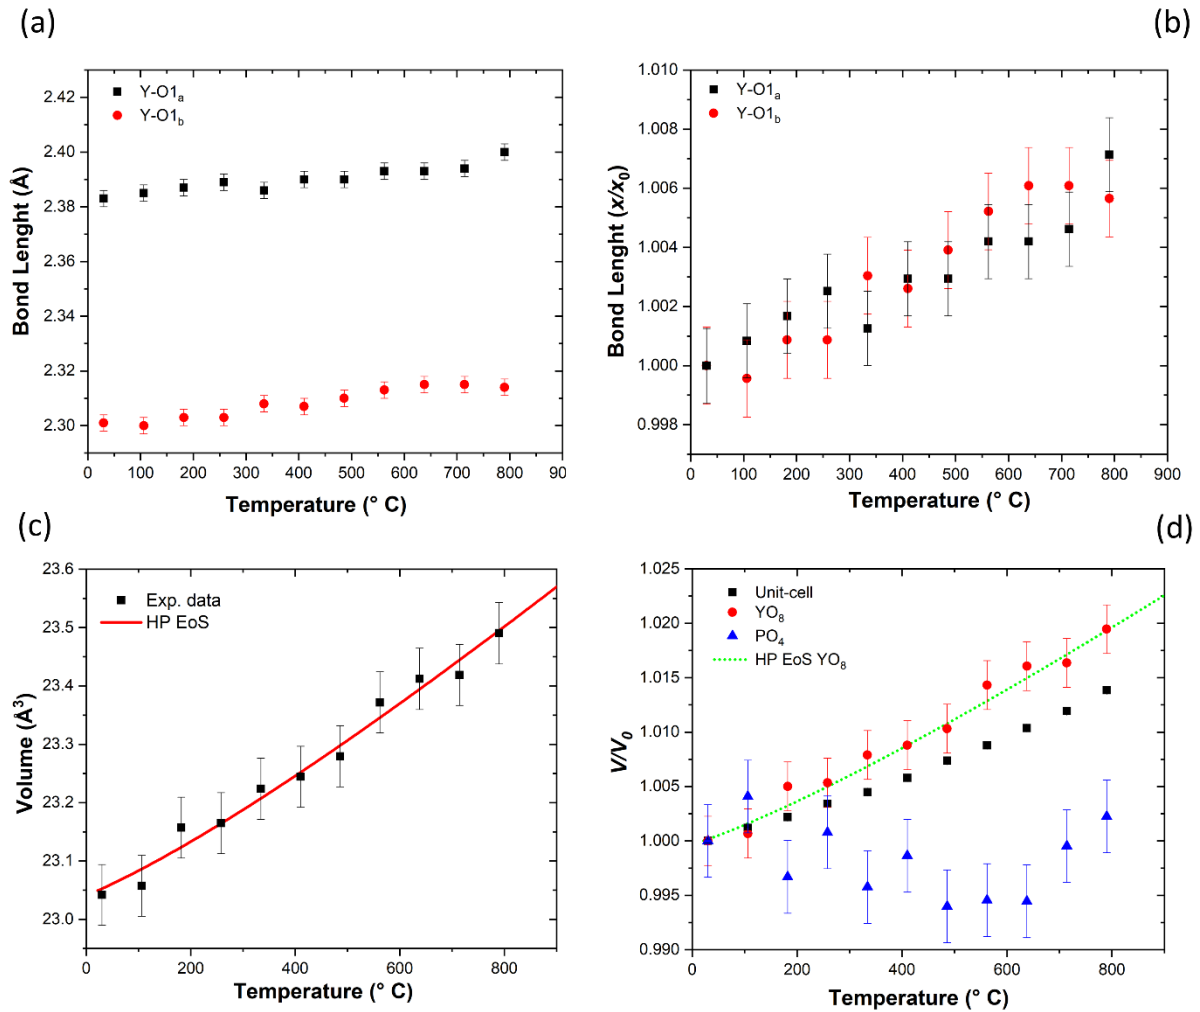 (a)
2.42
2.40
2.38
2.36
2.34
2.32
2.30
Bond Lenght (Å)
Y-O1a
Y-O1b
0 100 200 300 400 500 600 700 800 90
Temperature (° C)
(b)
1.010
1.008
1.006
1.004
1.002
1.000
0.998
Bond Lenght (x/x0)
Y-O1a
Y-O1b
0 100 200 300 400 500 600 700 800 900
Temperature (° C)
(c)
23.6
23.5
23.4
23.3
23.2
23.1
23.0
Volume (Å3)
Exp. data
HP EoS
0 200 400 600 800
Temperature (° C)
(d)
1.025
1.020
1.015
1.010
1.005
1.000
0.995
0.990
V/V0
Unit-cell
YO8
PO4
HP EoS YO8
0 200 400 600 800
Temperature (° C)